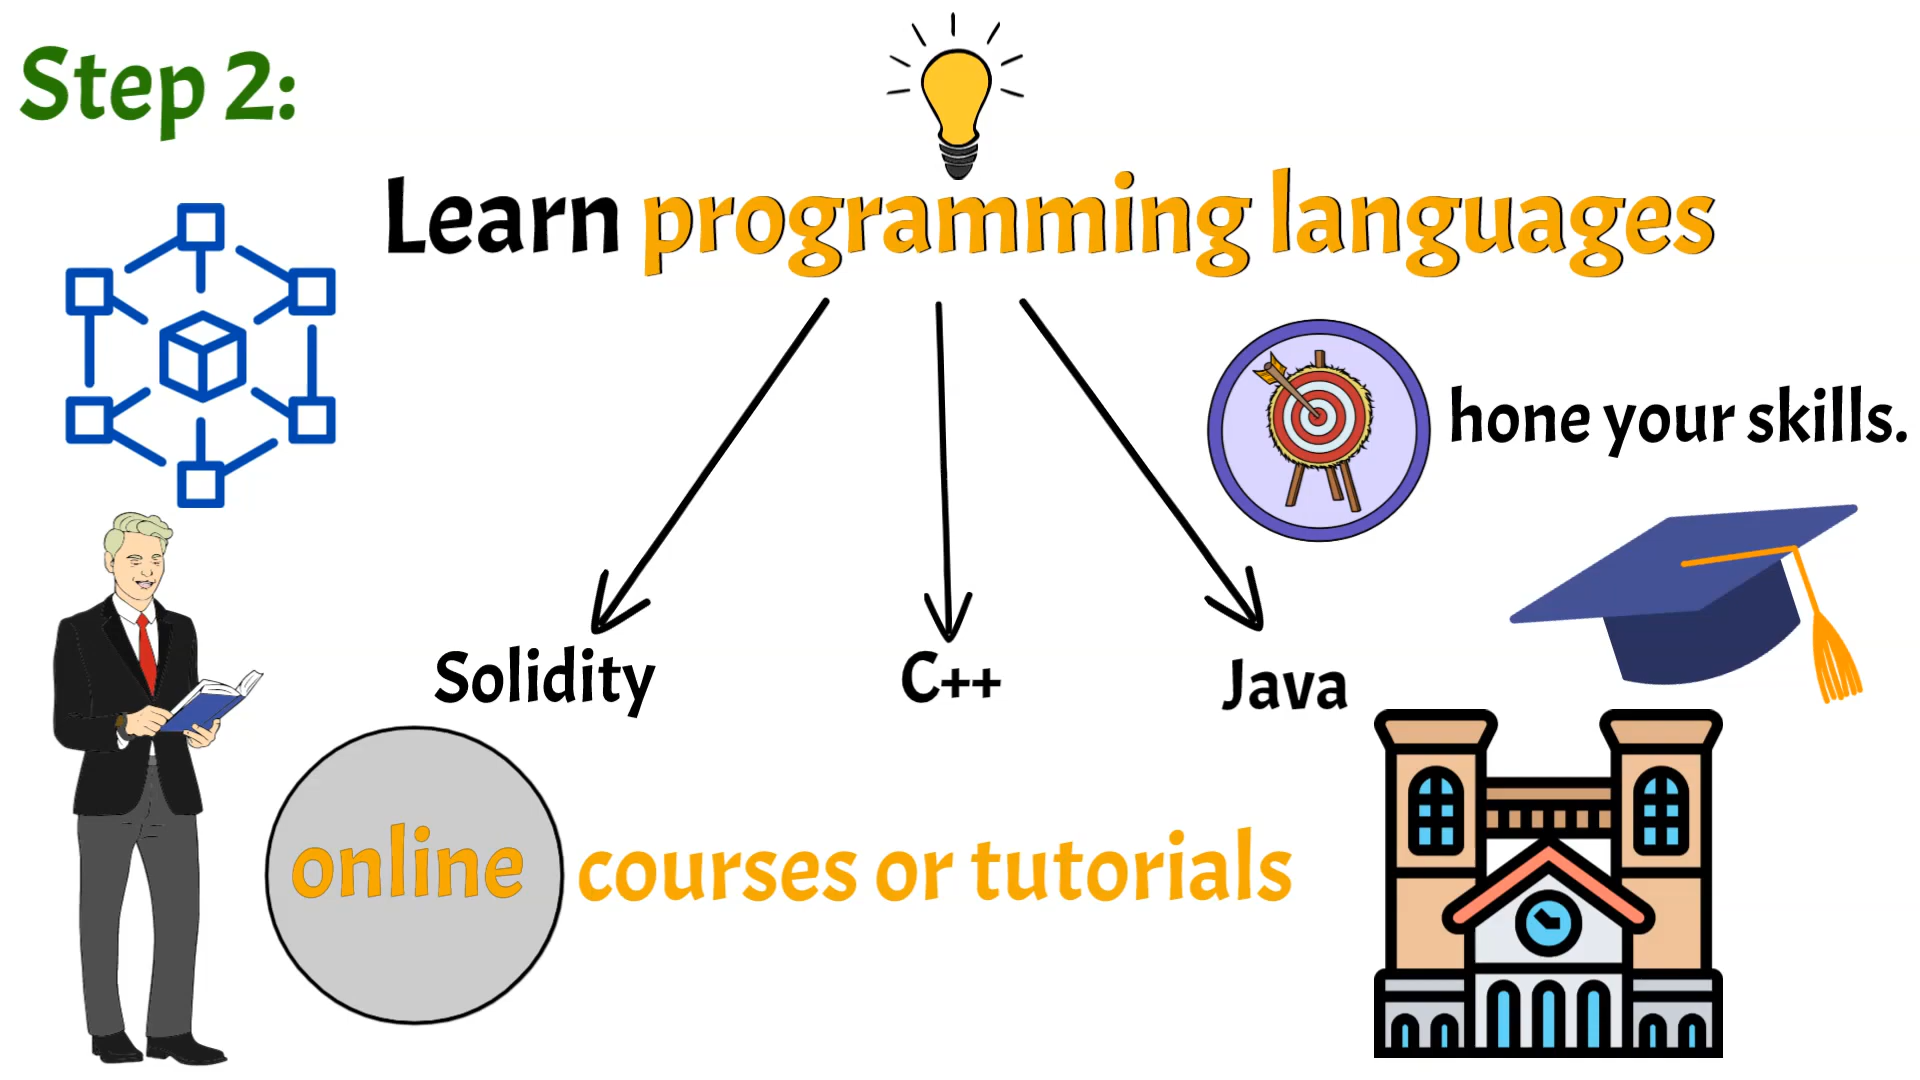 Step 2:
Learn programming languages
hone your skills.
Solidity
C++
Java
online courses or tutorials